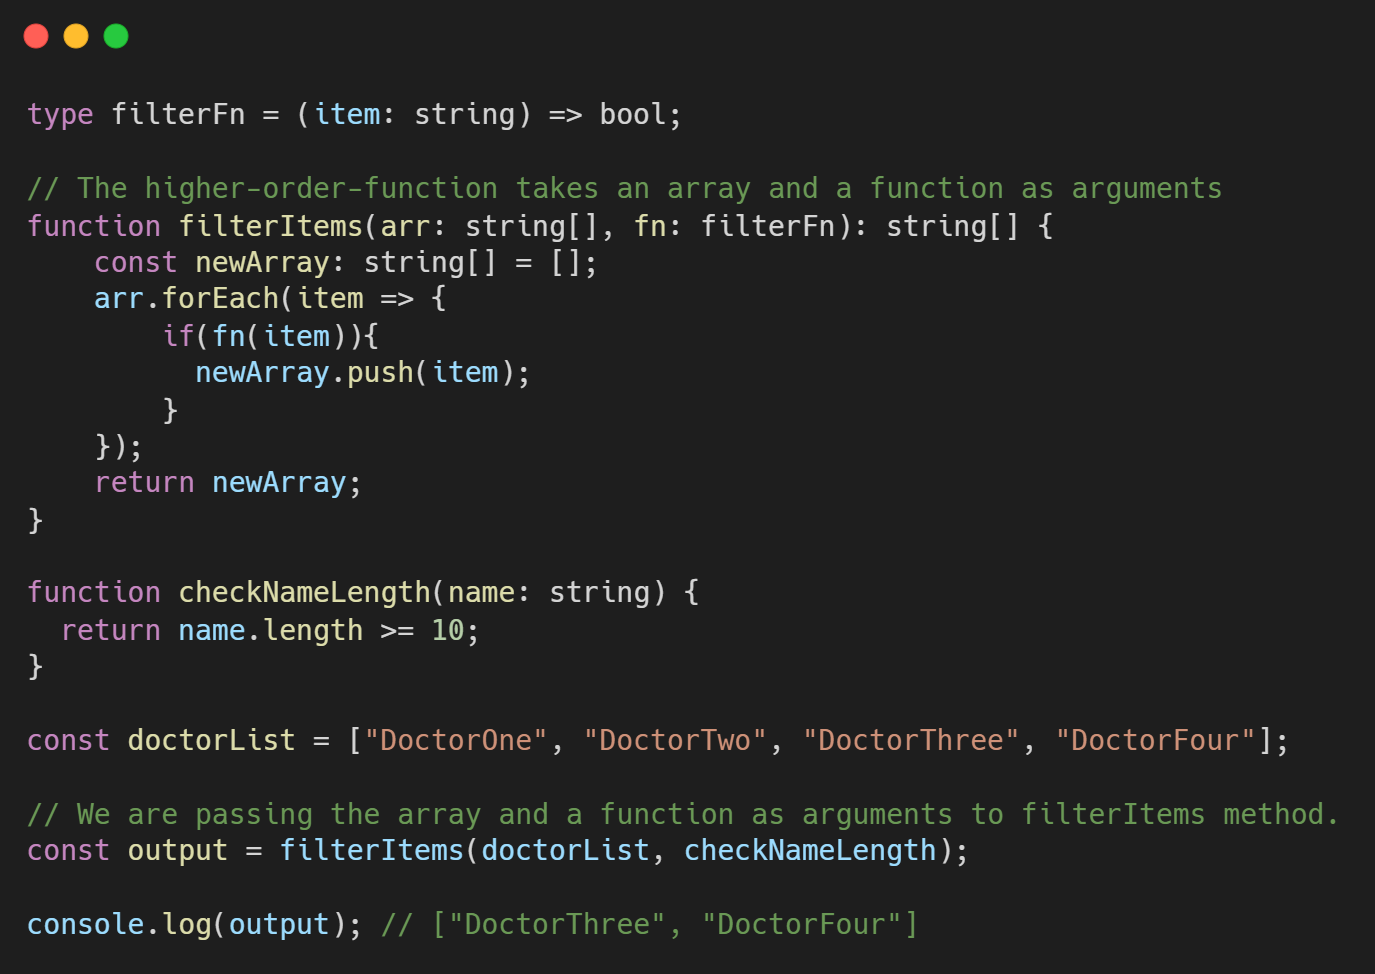 type filterFn = (item: string) => bool;

// The higher-order-function takes an array and a function as arguments
function filterItems(arr: string[], fn: filterFn): string[] {
    const newArray: string[] = [];
    arr.forEach(item => {
        if(fn(item)){
          newArray.push(item);
        }
    });
    return newArray;
}

function checkNameLength(name: string) {
  return name.length >= 10;
}

const doctorList = ["DoctorOne", "DoctorTwo", "DoctorThree", "DoctorFour"];

// We are passing the array and a function as arguments to filterItems method.
const output = filterItems(doctorList, checkNameLength);

console.log(output); // ["DoctorThree", "DoctorFour"]